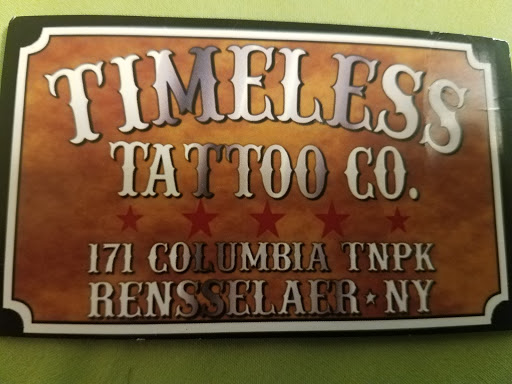 TIMELESS
TATTOO CO.
171 COLUMBIA TNPK
RENSSELAER ★ NY